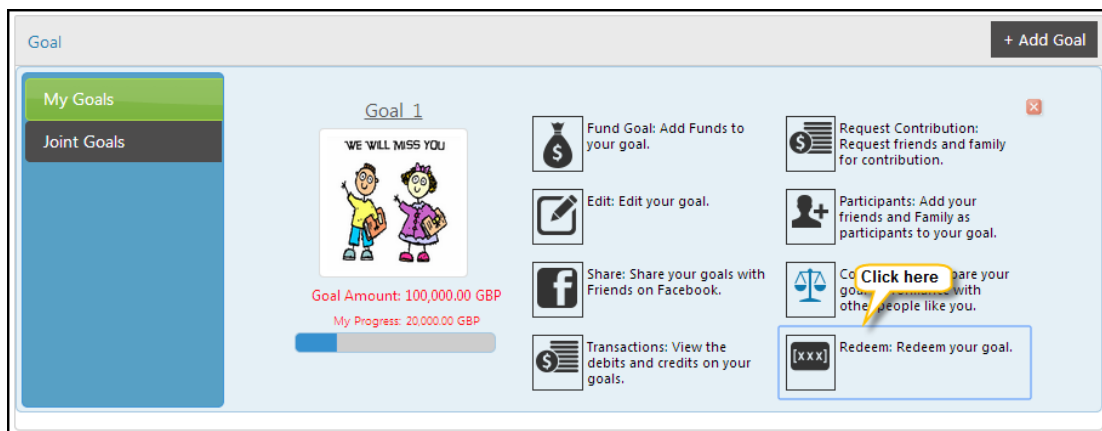 Goal
+ Add Goal
My Goals
Joint Goals
Goal_1
WE WILL MISS YOU
Goal Amount: 100,000.00 GBP
My Progress: 20,000.00 GBP
Fund Goal: Add Funds to
your goal.
Request Contribution:
Request friends and family
for contribution.
Edit: Edit your goal.
Participants: Add your
friends and Family as
participants to your goal.
Share: Share your goals with
Friends on Facebook.
Click here
your
with
people like you.
Transactions: View the
debits and credits on your
goals.
[xxx]
Redeem: Redeem your goal.